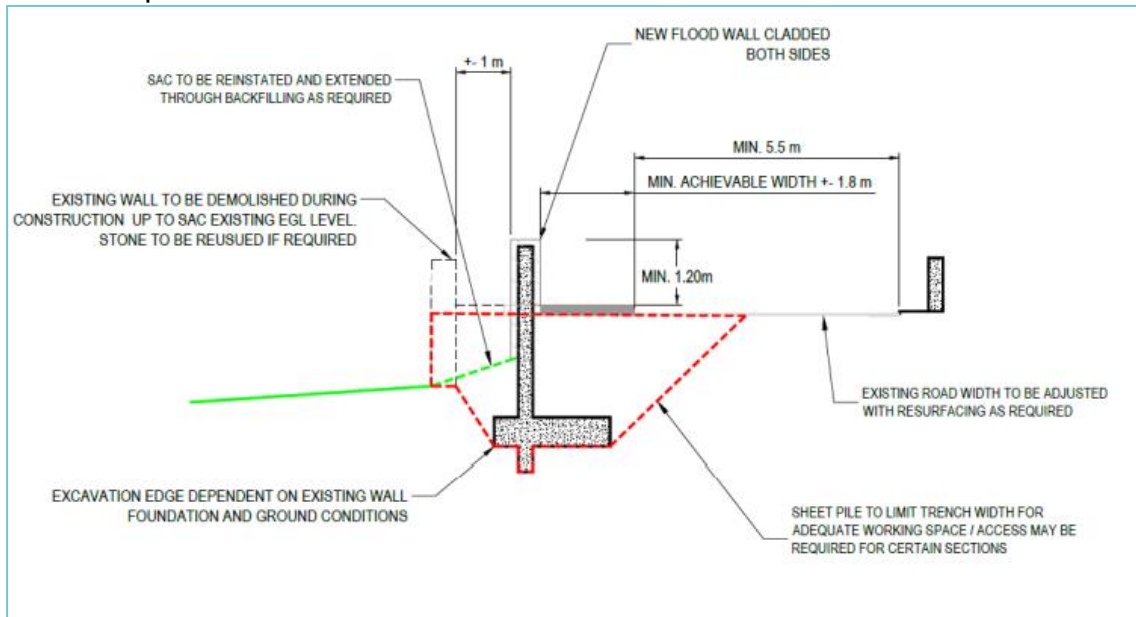 NEW FLOOD WALL CLADDED
BOTH SIDES
+- 1 m
SAC TO BE REINSTATED AND EXTENDED
THROUGH BACKFILLING AS REQUIRED
MIN. 5.5 m
MIN. ACHIEVABLE WIDTH +- 1.8 m
EXISTING WALL TO BE DEMOLISHED DURING
CONSTRUCTION UP TO SAC EXISTING EGL LEVEL.
STONE TO BE REUSUED IF REQUIRED
MIN. 1.20m
EXISTING ROAD WIDTH TO BE ADJUSTED
WITH RESURFACING AS REQUIRED
EXCAVATION EDGE DEPENDENT ON EXISTING WALL
FOUNDATION AND GROUND CONDITIONS
SHEET PILE TO LIMIT TRENCH WIDTH FOR
ADEQUATE WORKING SPACE / ACCESS MAY BE
REQUIRED FOR CERTAIN SECTIONS